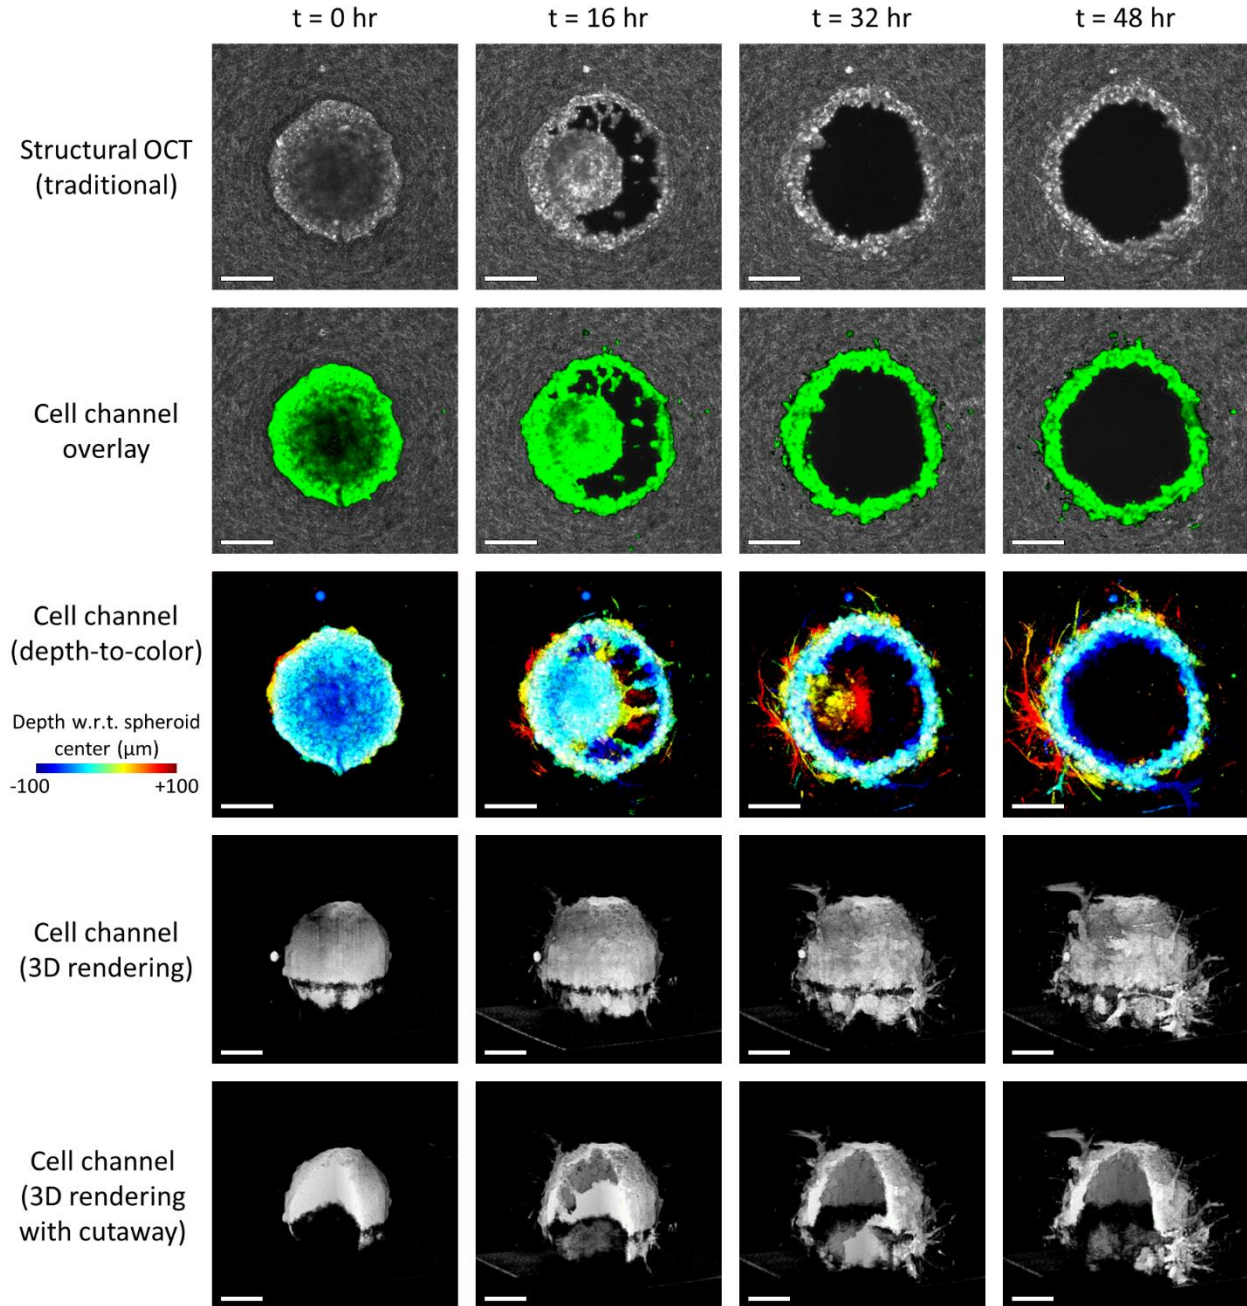 t = 0 hr
t = 16 hr
t = 32 hr
t = 48 hr
Structural OCT
(traditional)
Cell channel
overlay
Cell channel
(depth-to-color)
Depth w.r.t. spheroid
center (µm)
-100
+100
Cell channel
(3D rendering)
Cell channel
(3D rendering
with cutaway)